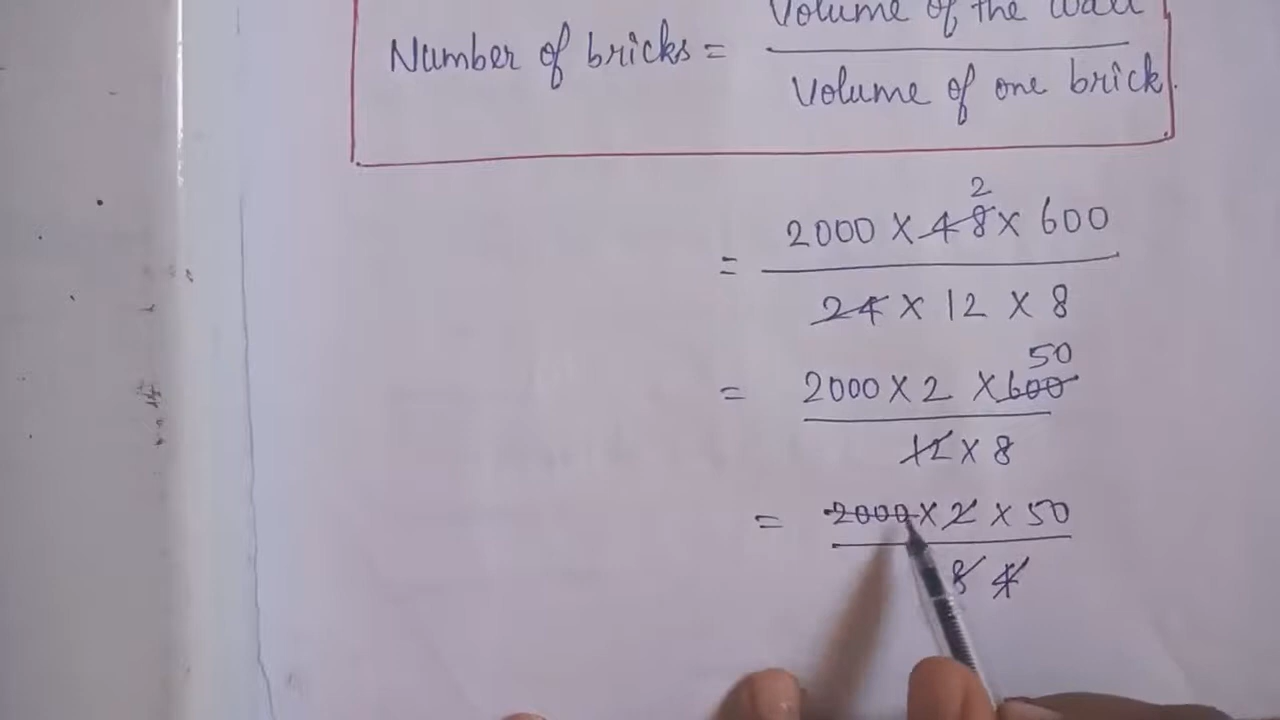 Volume of the wall
Number of bricks =
Volume of one brick.
2
2000 X 48 X 600
=
24 X 12 X 8
50
= 2000 X 2 X 600
12 X 8
= 2000 X 2 X 50
8 4